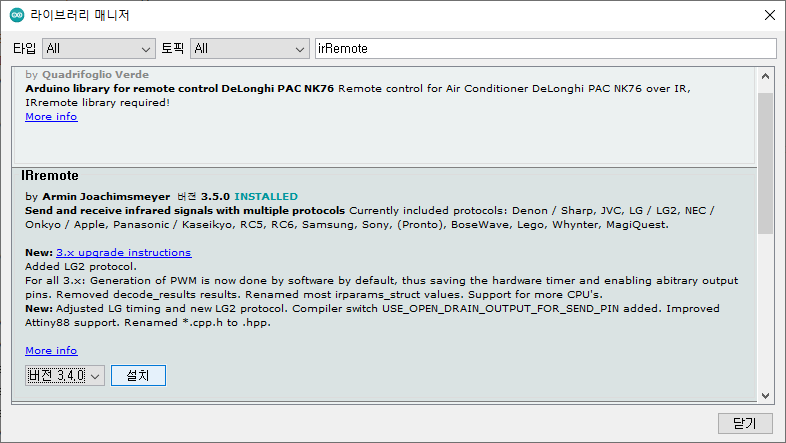 라이브러리 매니저
타입 All 토픽 All irRemote
by Quadrifoglio Verde
Arduino library for remote control DeLonghi PAC NK76 Remote control for Air Conditioner DeLonghi PAC NK76 over IR,
IRremote library required!
More info
IRremote
by Armin Joachimsmeyer 버전 3.5.0 INSTALLED
Send and receive infrared signals with multiple protocols Currently included protocols: Denon / Sharp, JVC, LG / LG2, NEC /
Onkyo / Apple, Panasonic / Kaseikyo, RC5, RC6, Samsung, Sony, (Pronto), BoseWave, Lego, Whynter, MagiQuest.
New: 3.x upgrade instructions
Added LG2 protocol.
For all 3.x: Generation of PWM is now done by software by default, thus saving the hardware timer and enabling abitrary output
pins. Removed decode_results results. Renamed most irparams_struct values. Support for more CPU's.
New: Adjusted LG timing and new LG2 protocol. Compiler switch USE_OPEN_DRAIN_OUTPUT_FOR_SEND_PIN added. Improved
Attiny88 support. Renamed *.cpp.h to .hpp.
More info
버전 3.4.0 설치
닫기